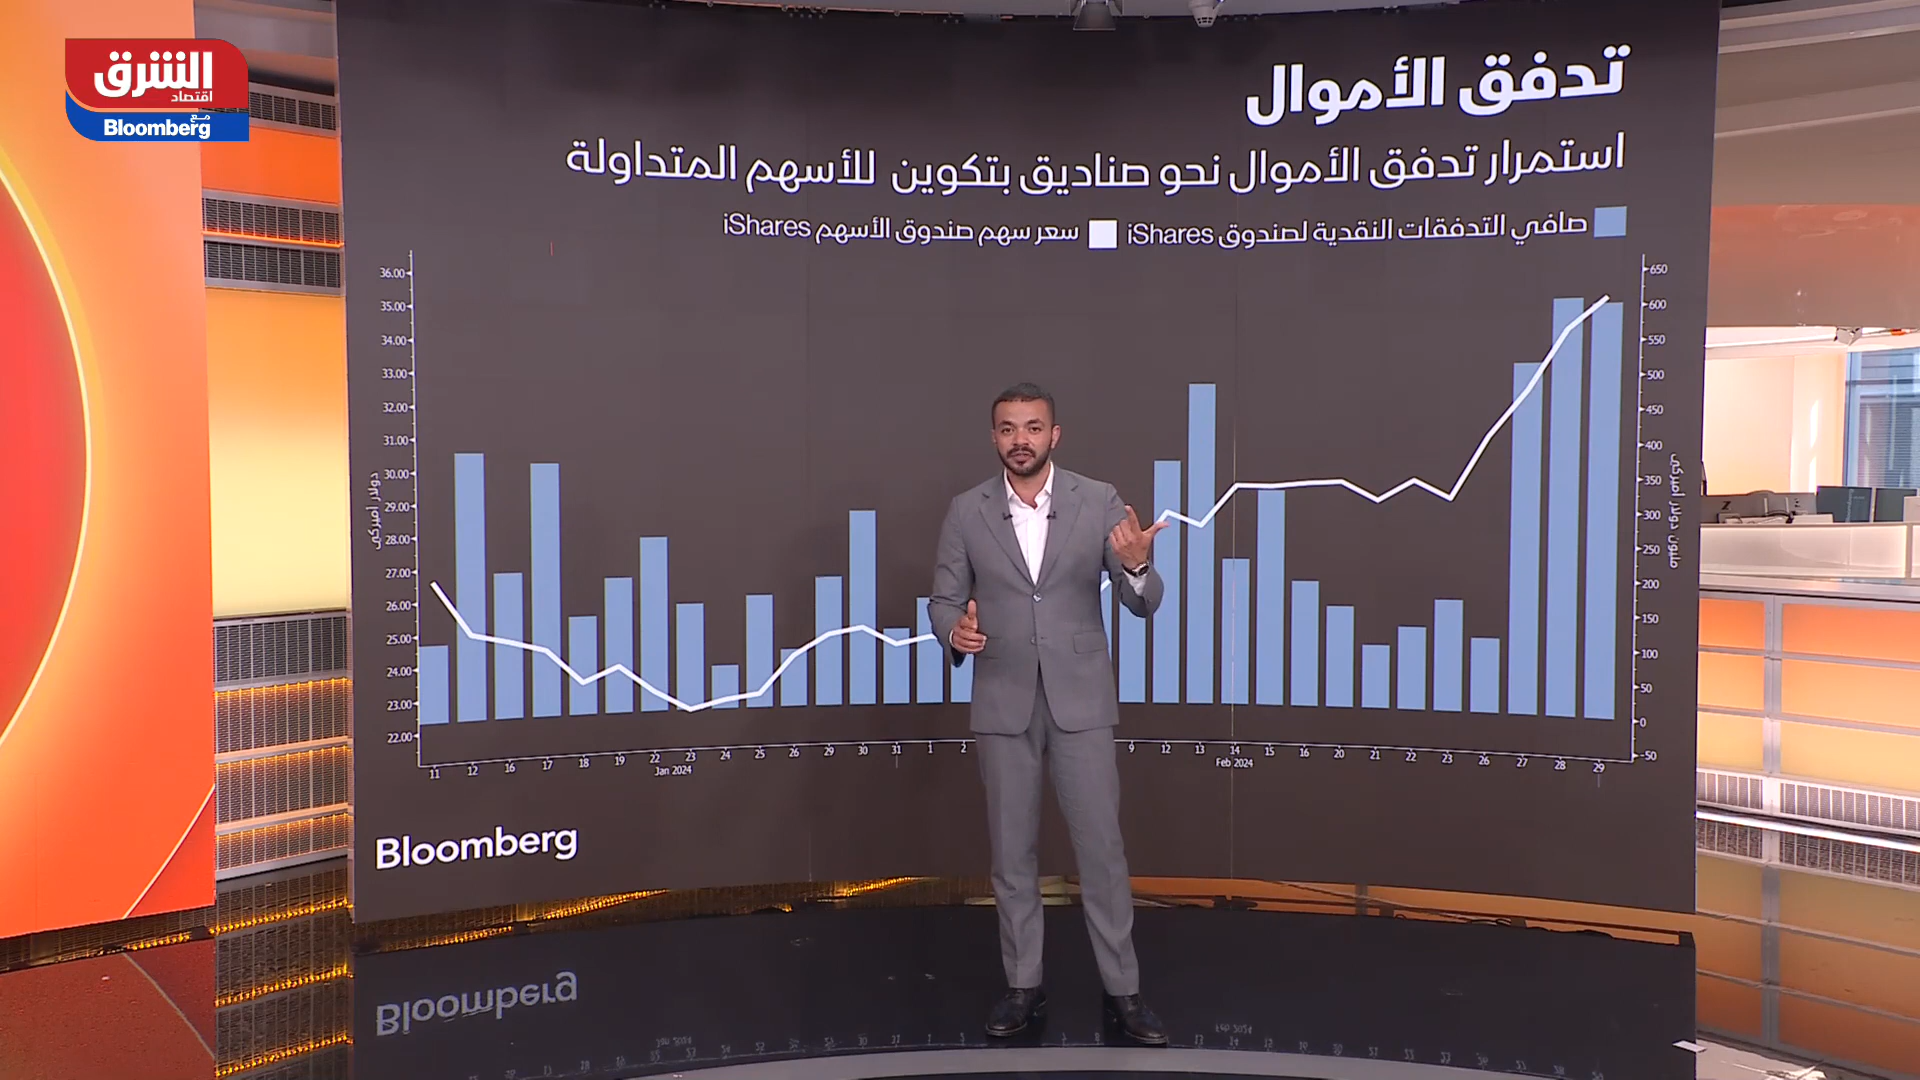 الشرق
اقتصاد
مع
Bloomberg
تدفق الأموال
استمرار تدفق الأموال نحو صناديق بتكوين للأسهم المتداولة
صافي التدفقات النقدية لصندوق iShares
سعر سهم صندوق الأسهم iShares
36.00
35.00
34.00
33.00
32.00
31.00
30.00
29.00
28.00
27.00
26.00
25.00
24.00
23.00
22.00
دولار أميركي
650
600
550
500
450
400
350
300
250
200
150
100
50
0
-50
مليون دولار أميركي
11 12 16 17 18 19 22 23 24 25 26 29 30 31 1 2 9 12 13 14 15 16 20 21 22 23 26 27 28 29
Jan 2024 Feb 2024
Bloomberg